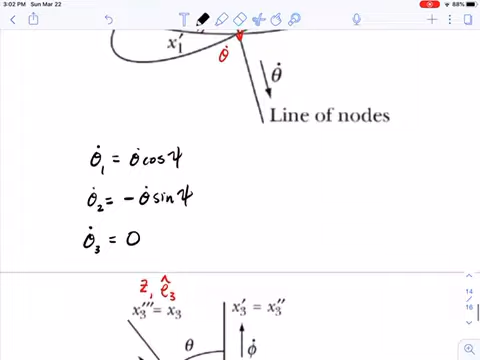 3:02 PM Sun Mar 22
68%
x′₁
θ̇
θ̇
Line of nodes
θ̇₁ = θ̇ cos ψ
θ̇₂ = − θ̇ sin ψ
θ̇₃ = 0
z, ê₃
x‴₃ = x₃
x′₃ = x″₃
θ
φ̇
14
16